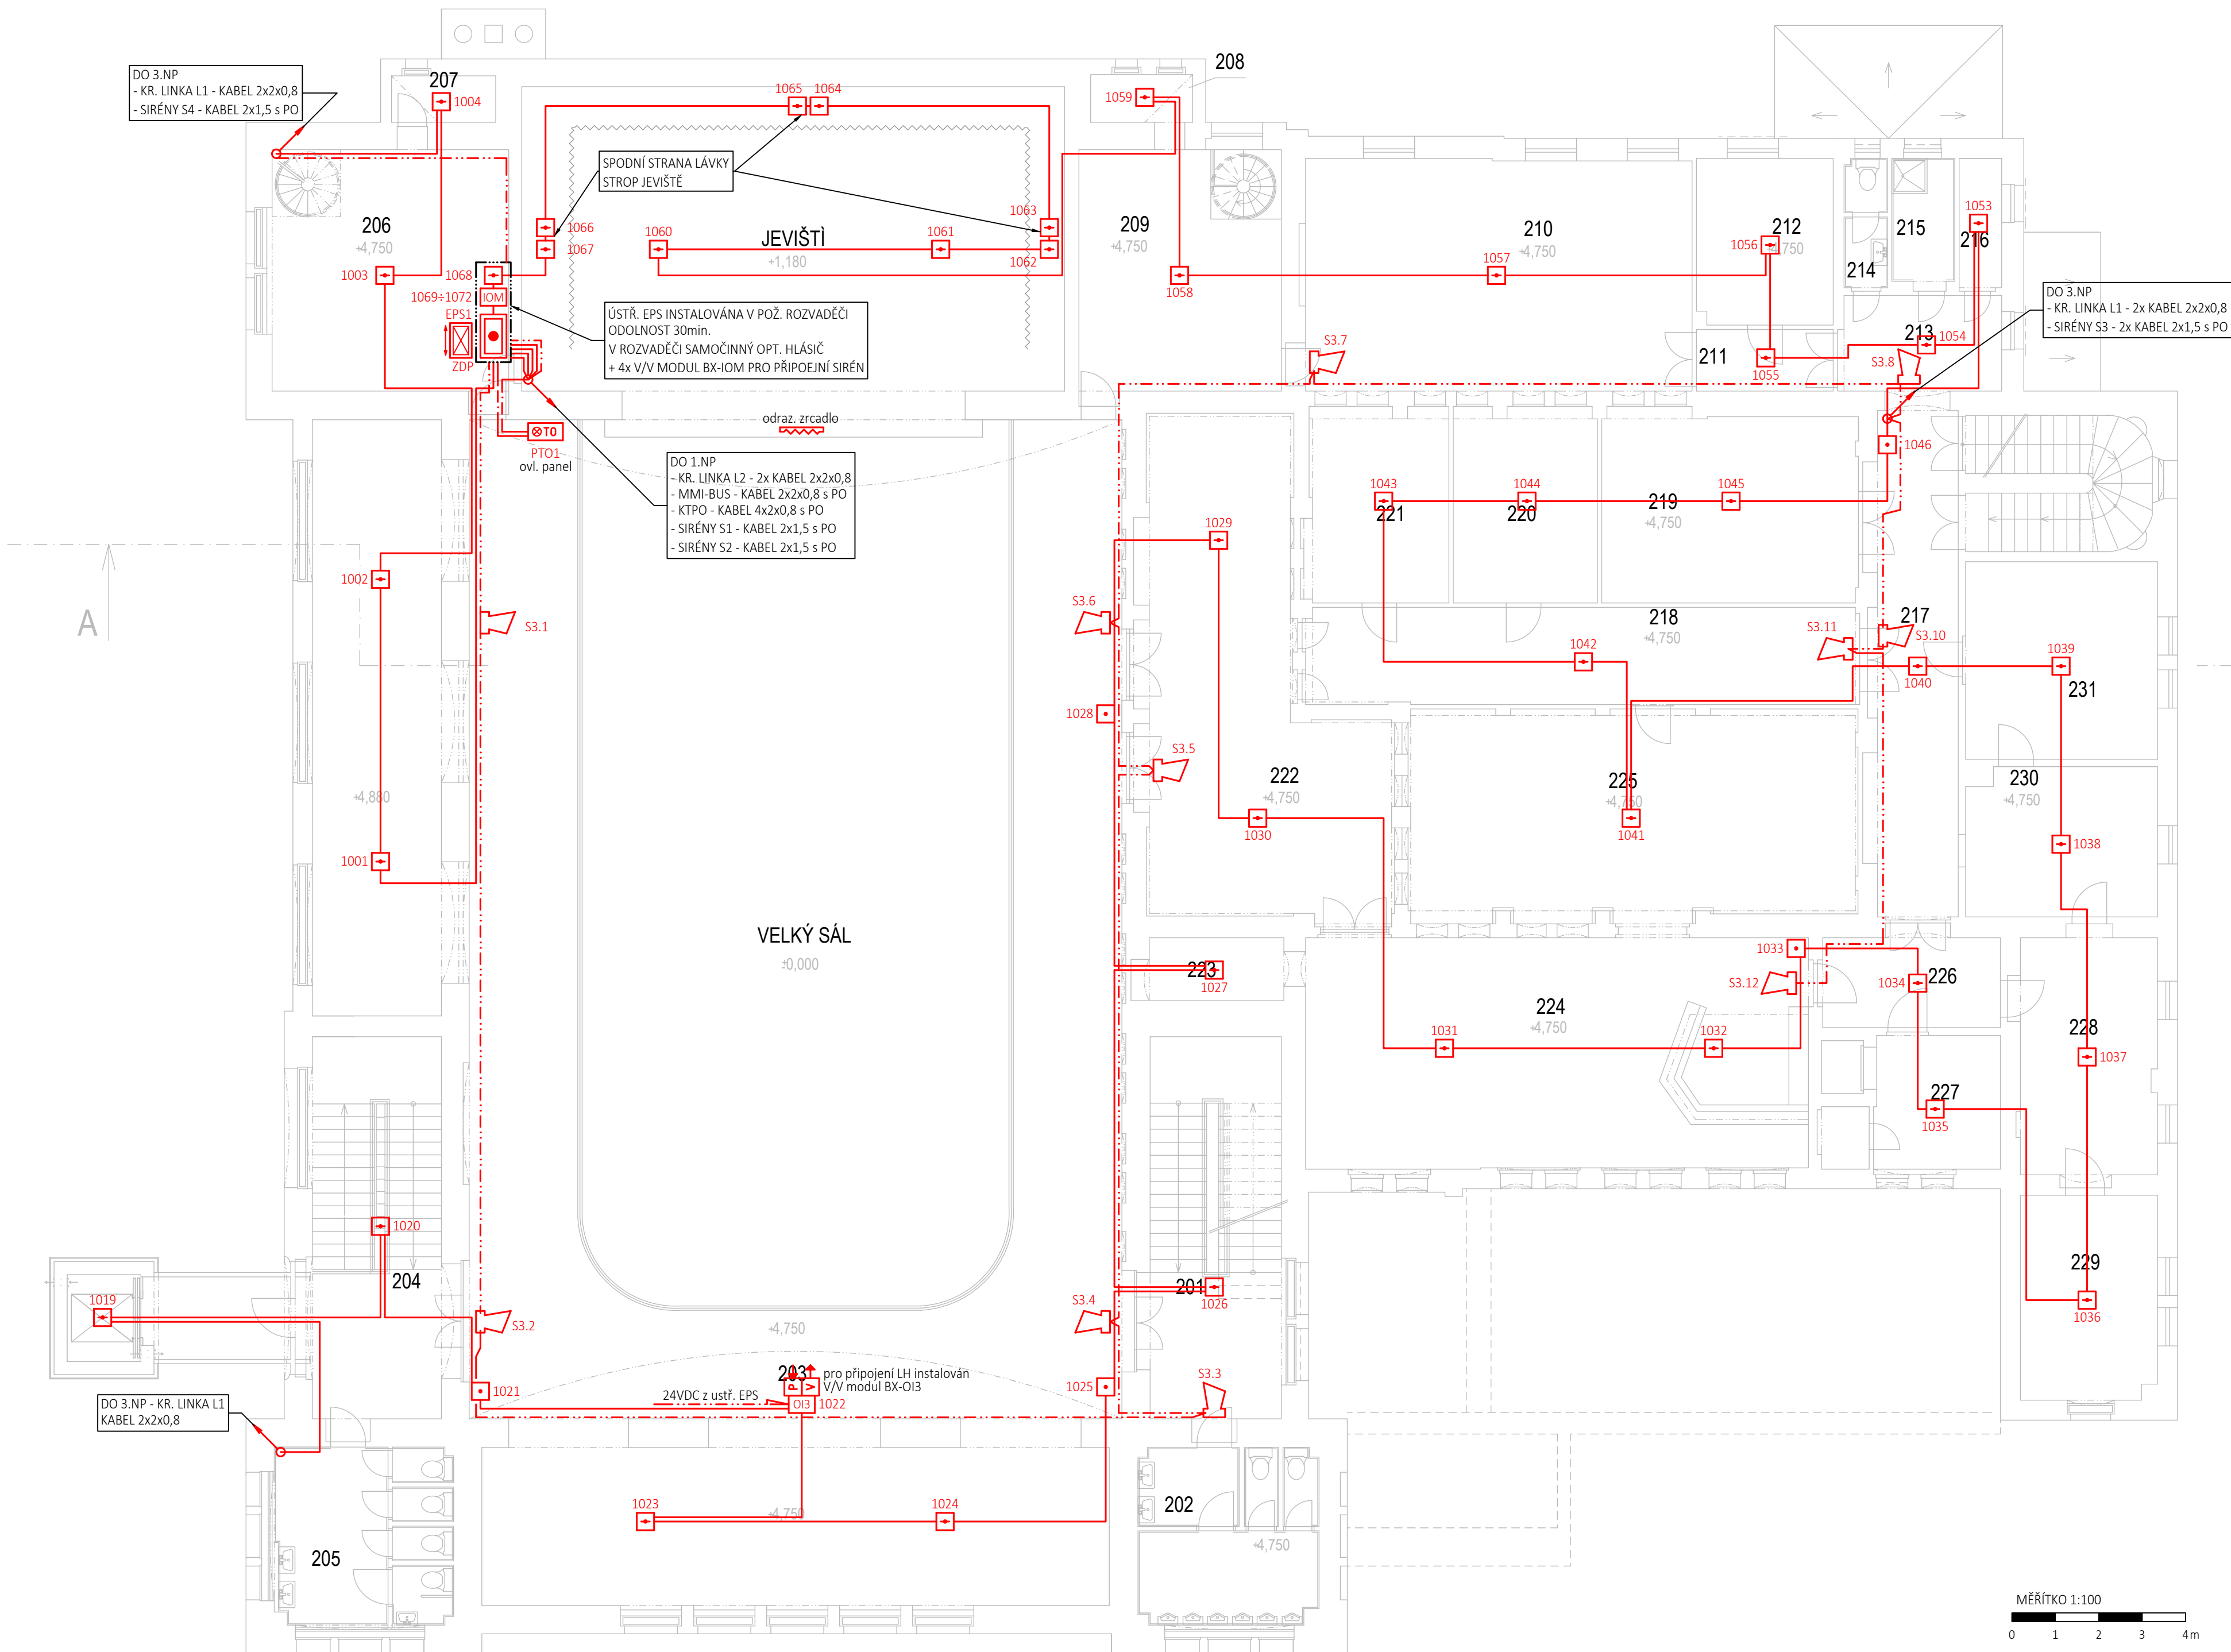 DO 3.NP
- KR. LINKA L1 - KABEL 2x2x0,8
- SIRÉNY S4 - KABEL 2x1,5 s PO
207
1004
1065
1064
1059
208
SPODNÍ STRANA LÁVKY
STROP JEVIŠTĚ
206
+4,750
1003
1068
1069÷1072
IOM
EPS1
ZDP
1066
1067
1060
JEVIŠTÌ
+1,180
1061
1063
1062
209
+4,750
1058
210
+4,750
1057
1056
212
+4,750
214
215
1053
216
213
1054
211
1055
S3.7
S3.8
DO 3.NP
- KR. LINKA L1 - 2x KABEL 2x2x0,8
- SIRÉNY S3 - 2x KABEL 2x1,5 s PO
ÚSTŘ. EPS INSTALOVÁNA V POŽ. ROZVADĚČI
ODOLNOST 30min.
V ROZVADĚČI SAMOČINNÝ OPT. HLÁSIČ
+ 4x V/V MODUL BX-IOM PRO PŘIPOEJNÍ SIRÉN
odraz. zrcadlo
TO
PTO1
ovl. panel
DO 1.NP
- KR. LINKA L2 - 2x KABEL 2x2x0,8
- MMI-BUS - KABEL 2x2x0,8 s PO
- KTPO - KABEL 4x2x0,8 s PO
- SIRÉNY S1 - KABEL 2x1,5 s PO
- SIRÉNY S2 - KABEL 2x1,5 s PO
1046
1043
221
1044
220
219
+4,750
1045
1029
A
1002
S3.1
S3.6
218
+4,750
1042
S3.11
217
S3.10
1040
1039
231
1028
S3.5
222
+4,750
1030
225
+4,750
1041
230
+4,750
1038
+4,880
1001
VELKÝ SÁL
±0,000
223
1027
1033
S3.12
1034
226
224
+4,750
1031
1032
228
1037
227
1035
1020
204
1019
S3.2
+4,750
S3.4
201
1026
229
1036
203
P
V
pro připojení LH instalován
V/V modul BX-OI3
24VDC z ustř. EPS
OI3
1022
1021
1025
S3.3
DO 3.NP - KR. LINKA L1
KABEL 2x2x0,8
1023
+4,750
1024
202
+4,750
205
MĚŘÍTKO 1:100
0 1 2 3 4m